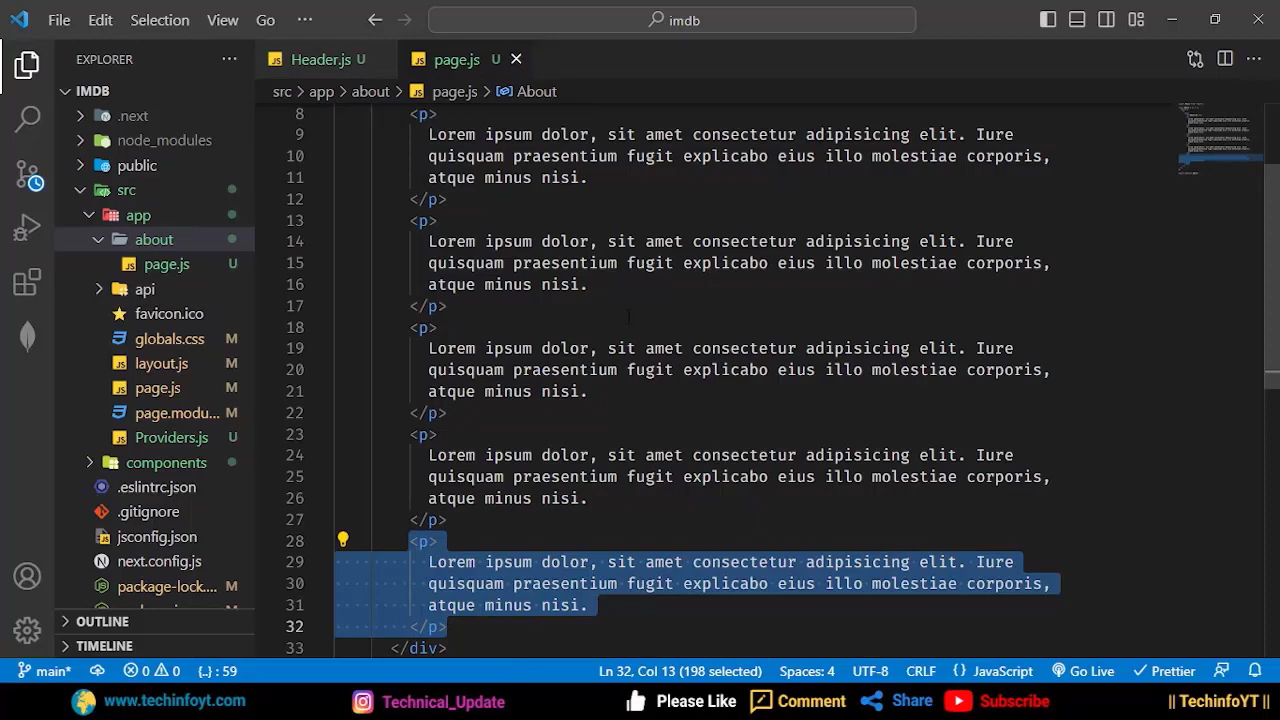 File Edit Selection View Go ··· imdb
EXPLORER ···
Header.js U
page.js U
IMDB
src > app > about > page.js > About
.next
node_modules
public
src
app
about
page.js U
api
favicon.ico
globals.css M
layout.js M
page.js M
page.modu... M
Providers.js U
components
.eslintrc.json
.gitignore
jsconfig.json
next.config.js
package-lock....
OUTLINE
TIMELINE
8 <p>
9 Lorem ipsum dolor, sit amet consectetur adipisicing elit. Iure
10 quisquam praesentium fugit explicabo eius illo molestiae corporis,
11 atque minus nisi.
12 </p>
13 <p>
14 Lorem ipsum dolor, sit amet consectetur adipisicing elit. Iure
15 quisquam praesentium fugit explicabo eius illo molestiae corporis,
16 atque minus nisi.
17 </p>
18 <p>
19 Lorem ipsum dolor, sit amet consectetur adipisicing elit. Iure
20 quisquam praesentium fugit explicabo eius illo molestiae corporis,
21 atque minus nisi.
22 </p>
23 <p>
24 Lorem ipsum dolor, sit amet consectetur adipisicing elit. Iure
25 quisquam praesentium fugit explicabo eius illo molestiae corporis,
26 atque minus nisi.
27 </p>
28 <p>
29 Lorem ipsum dolor, sit amet consectetur adipisicing elit. Iure
30 quisquam praesentium fugit explicabo eius illo molestiae corporis,
31 atque minus nisi.
32 </p>
33 </div>
main* 0 0 {..} : 59 Ln 32, Col 13 (198 selected) Spaces: 4 UTF-8 CRLF {} JavaScript Go Live Prettier
www.techinfoyt.com Technical_Update Please Like Comment Share Subscribe || TechinfoYT ||